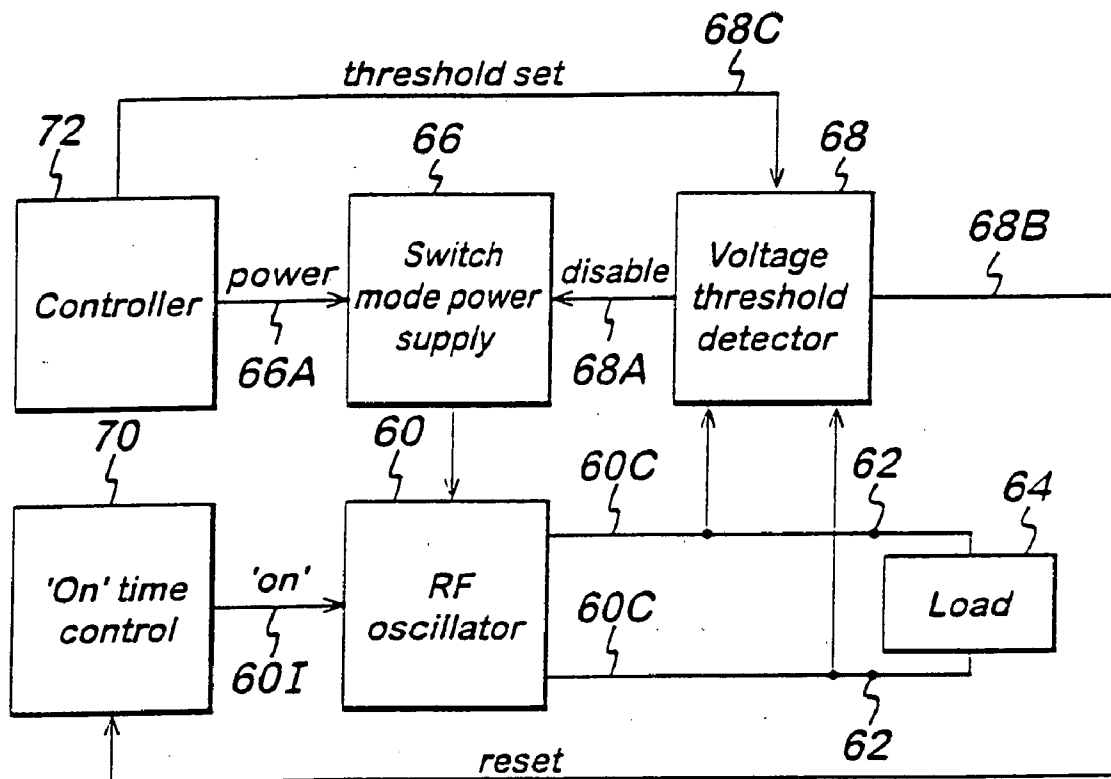 68C
threshold set
72
66
68
68B
Controller
power
66A
Switch
mode power
supply
disable
68A
Voltage
threshold
detector
70
60
60C
62
64
'On' time
control
'on'
60I
RF
oscillator
60C
Load
62
reset